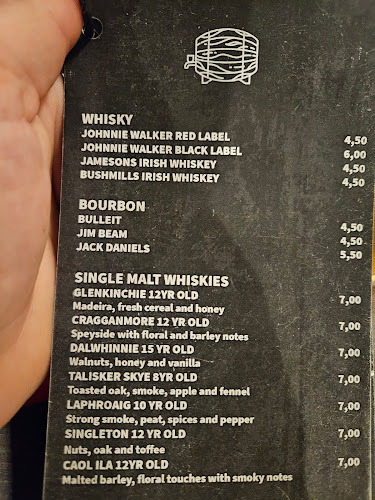 WHISKY
JOHNNIE WALKER RED LABEL 4,50
JOHNNIE WALKER BLACK LABEL 6,00
JAMESONS IRISH WHISKEY 4,50
BUSHMILLS IRISH WHISKEY 4,50
BOURBON
BULLEIT 4,50
JIM BEAM 4,50
JACK DANIELS 5,50
SINGLE MALT WHISKIES
GLENKINCHIE 12YR OLD 7,00
Madeira, fresh cereal and honey
CRAGGANMORE 12 YR OLD 7,00
Speyside with floral and barley notes
DALWHINNIE 15 YR OLD 7,00
Walnuts, honey and vanilla
TALISKER SKYE 8YR OLD 7,00
Toasted oak, smoke, apple and fennel
LAPHROAIG 10 YR OLD 7,00
Strong smoke, peat, spices and pepper
SINGLETON 12 YR OLD 7,00
Nuts, oak and toffee
CAOL ILA 12YR OLD 7,00
Malted barley, floral touches with smoky notes